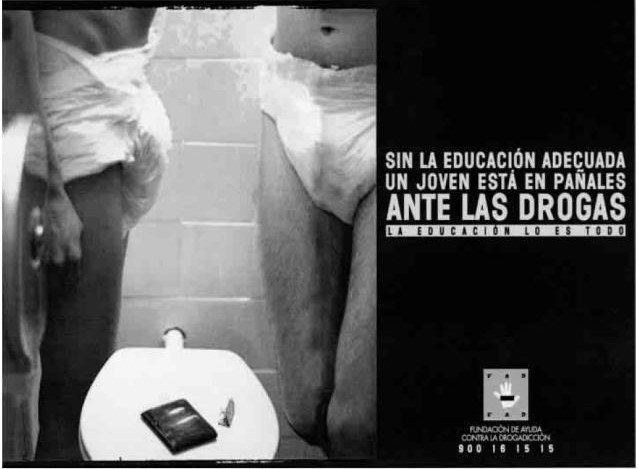 SIN LA EDUCACIÓN ADECUADA
UN JOVEN ESTÁ EN PAÑALES
ANTE LAS DROGAS
LA EDUCACIÓN LO ES TODO
FAD
FAD
FUNDACIÓN DE AYUDA
CONTRA LA DROGADICCIÓN
900 16 15 15